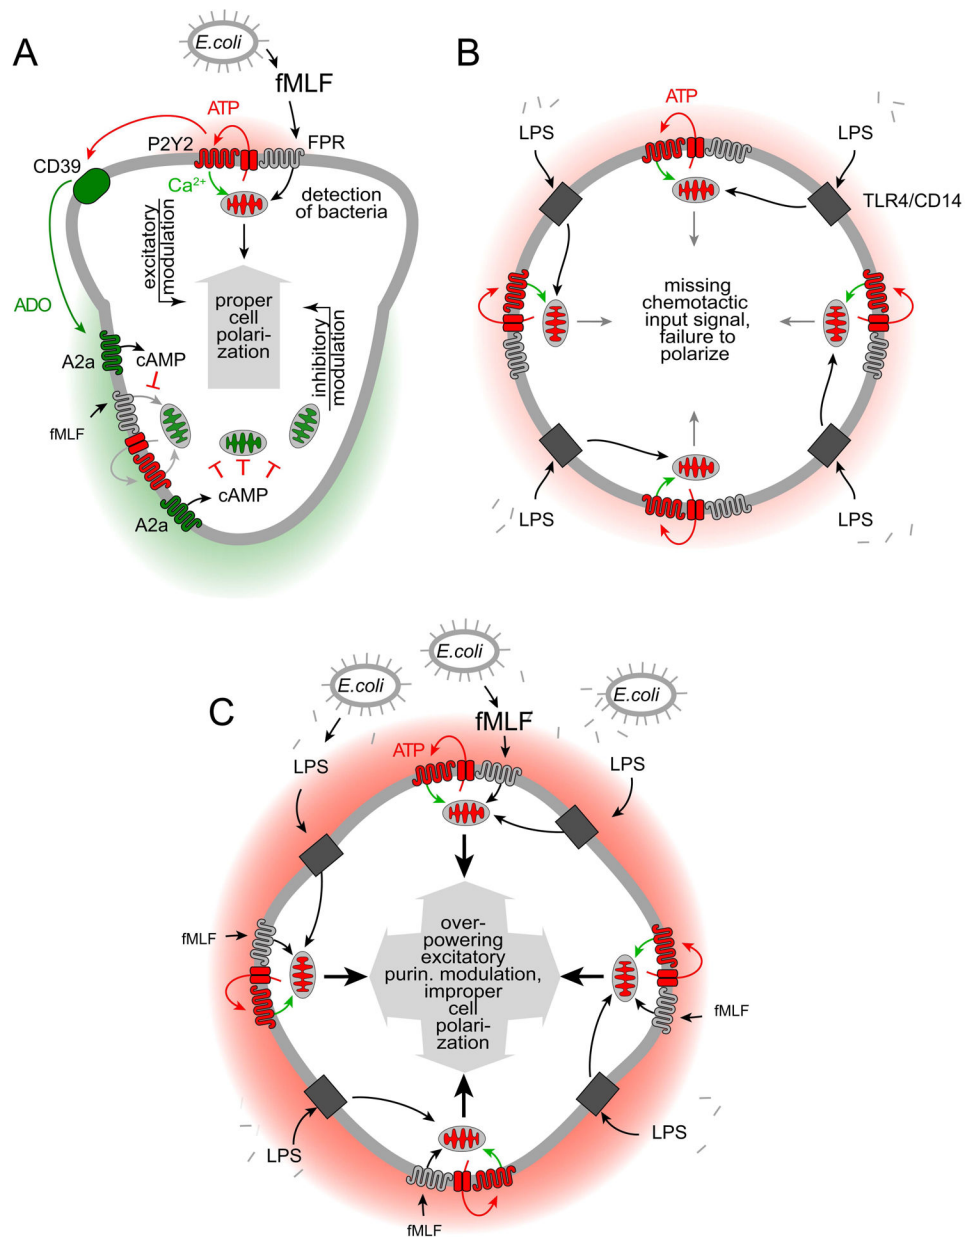 A
E.coli
fMLF
ATP
P2Y2
FPR
CD39
Ca2+
detection
of bacteria
excitatory
modulation
proper
cell
polari-
zation
inhibitory
modulation
ADO
A2a
cAMP
fMLF
cAMP
A2a
B
LPS
ATP
LPS
TLR4/CD14
missing
chemotactic
input signal,
failure to
polarize
LPS
LPS
C
E.coli
E.coli
E.coli
fMLF
LPS
ATP
LPS
fMLF
over-
powering
excitatory
purin. modulation,
improper
cell
polari-
zation
fMLF
LPS
LPS
fMLF